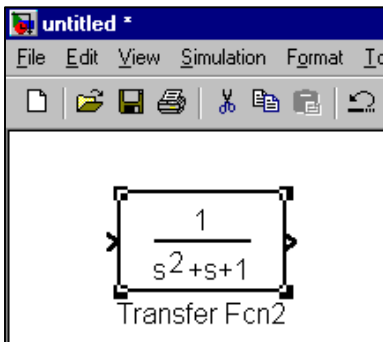 untitled *
File Edit View Simulation Format
1
s2+s+1
Transfer Fcn2